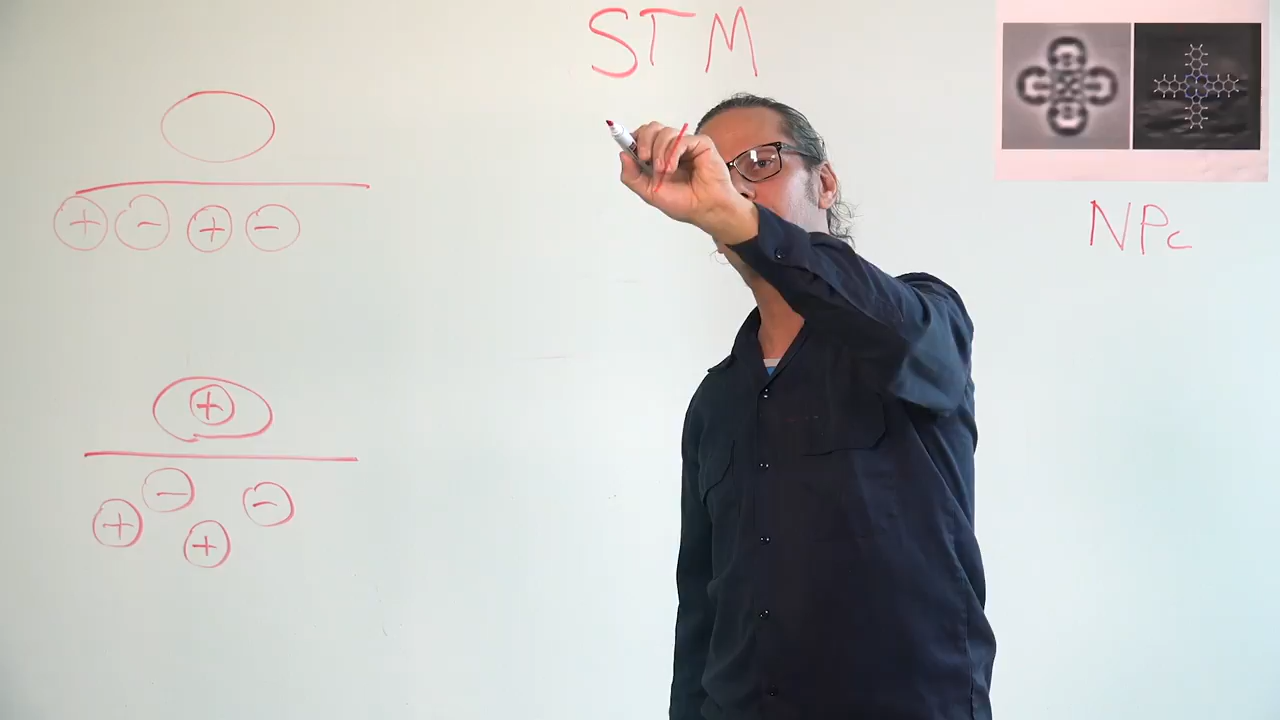 STM
+ - + -
NPc
+
- -
+ +